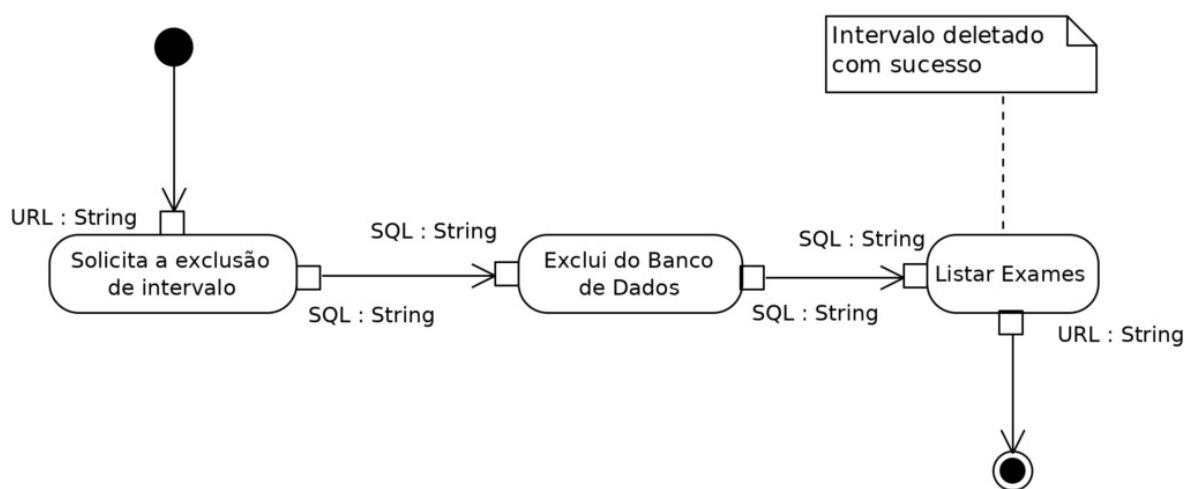 Intervalo deletado
com sucesso
URL : String
Solicita a exclusão
de intervalo
SQL : String
SQL : String
Exclui do Banco
de Dados
SQL : String
SQL : String
Listar Exames
URL : String